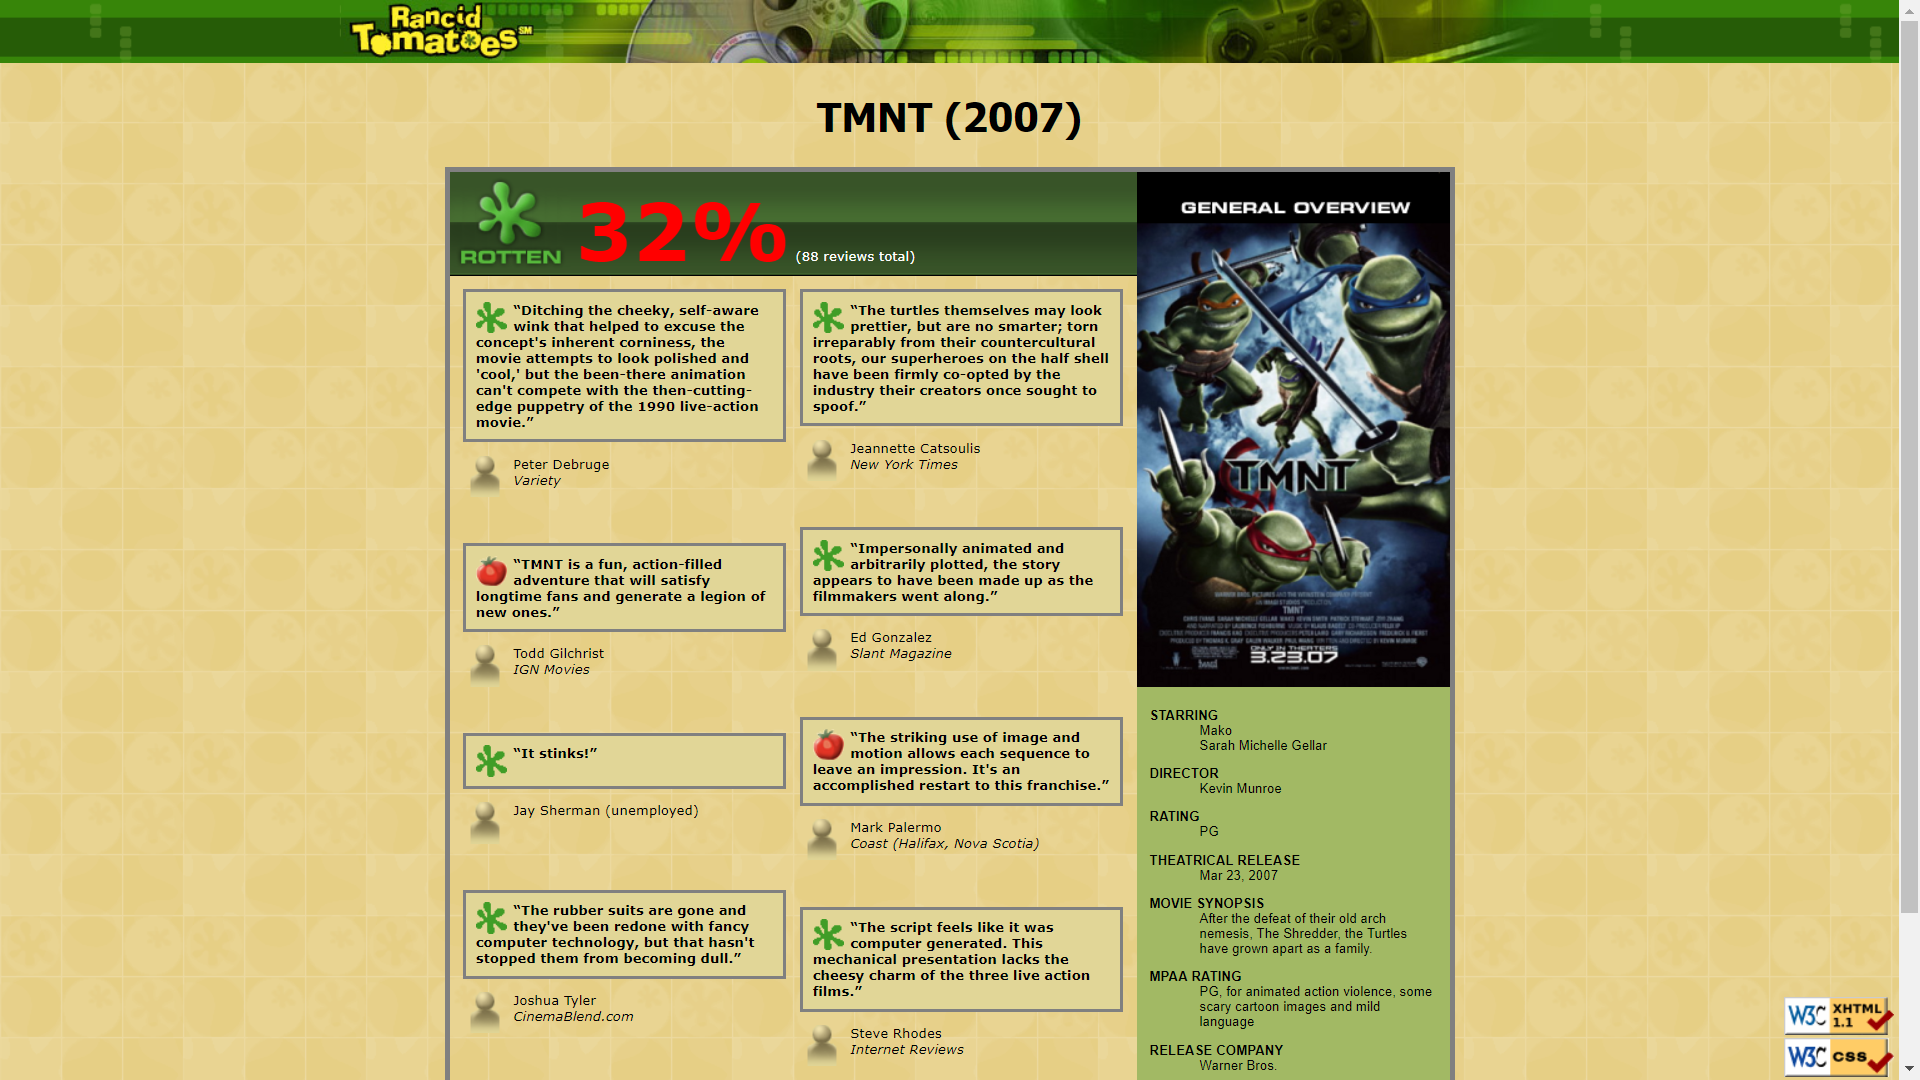 Rancid
Tomatoes℠
TMNT (2007)
ROTTEN
32% (88 reviews total)
“Ditching the cheeky, self-aware
wink that helped to excuse the
concept's inherent corniness, the
movie attempts to look polished and
'cool,' but the been-there animation
can't compete with the then-cutting-
edge puppetry of the 1990 live-action
movie.”
Peter Debruge
Variety
“TMNT is a fun, action-filled
adventure that will satisfy
longtime fans and generate a legion of
new ones.”
Todd Gilchrist
IGN Movies
“It stinks!”
Jay Sherman (unemployed)
“The rubber suits are gone and
they've been redone with fancy
computer technology, but that hasn't
stopped them from becoming dull.”
Joshua Tyler
CinemaBlend.com
“The turtles themselves may look
prettier, but are no smarter; torn
irreparably from their countercultural
roots, our superheroes on the half shell
have been firmly co-opted by the
industry their creators once sought to
spoof.”
Jeannette Catsoulis
New York Times
“Impersonally animated and
arbitrarily plotted, the story
appears to have been made up as the
filmmakers went along.”
Ed Gonzalez
Slant Magazine
“The striking use of image and
motion allows each sequence to
leave an impression. It's an
accomplished restart to this franchise.”
Mark Palermo
Coast (Halifax, Nova Scotia)
“The script feels like it was
computer generated. This
mechanical presentation lacks the
cheesy charm of the three live action
films.”
Steve Rhodes
Internet Reviews
GENERAL OVERVIEW
TMNT
TMNT
ONLY IN THEATERS
3.23.07
STARRING
Mako
Sarah Michelle Gellar
DIRECTOR
Kevin Munroe
RATING
PG
THEATRICAL RELEASE
Mar 23, 2007
MOVIE SYNOPSIS
After the defeat of their old arch
nemesis, The Shredder, the Turtles
have grown apart as a family.
MPAA RATING
PG, for animated action violence, some
scary cartoon images and mild
language
RELEASE COMPANY
Warner Bros.
W3C XHTML
1.1
W3C css